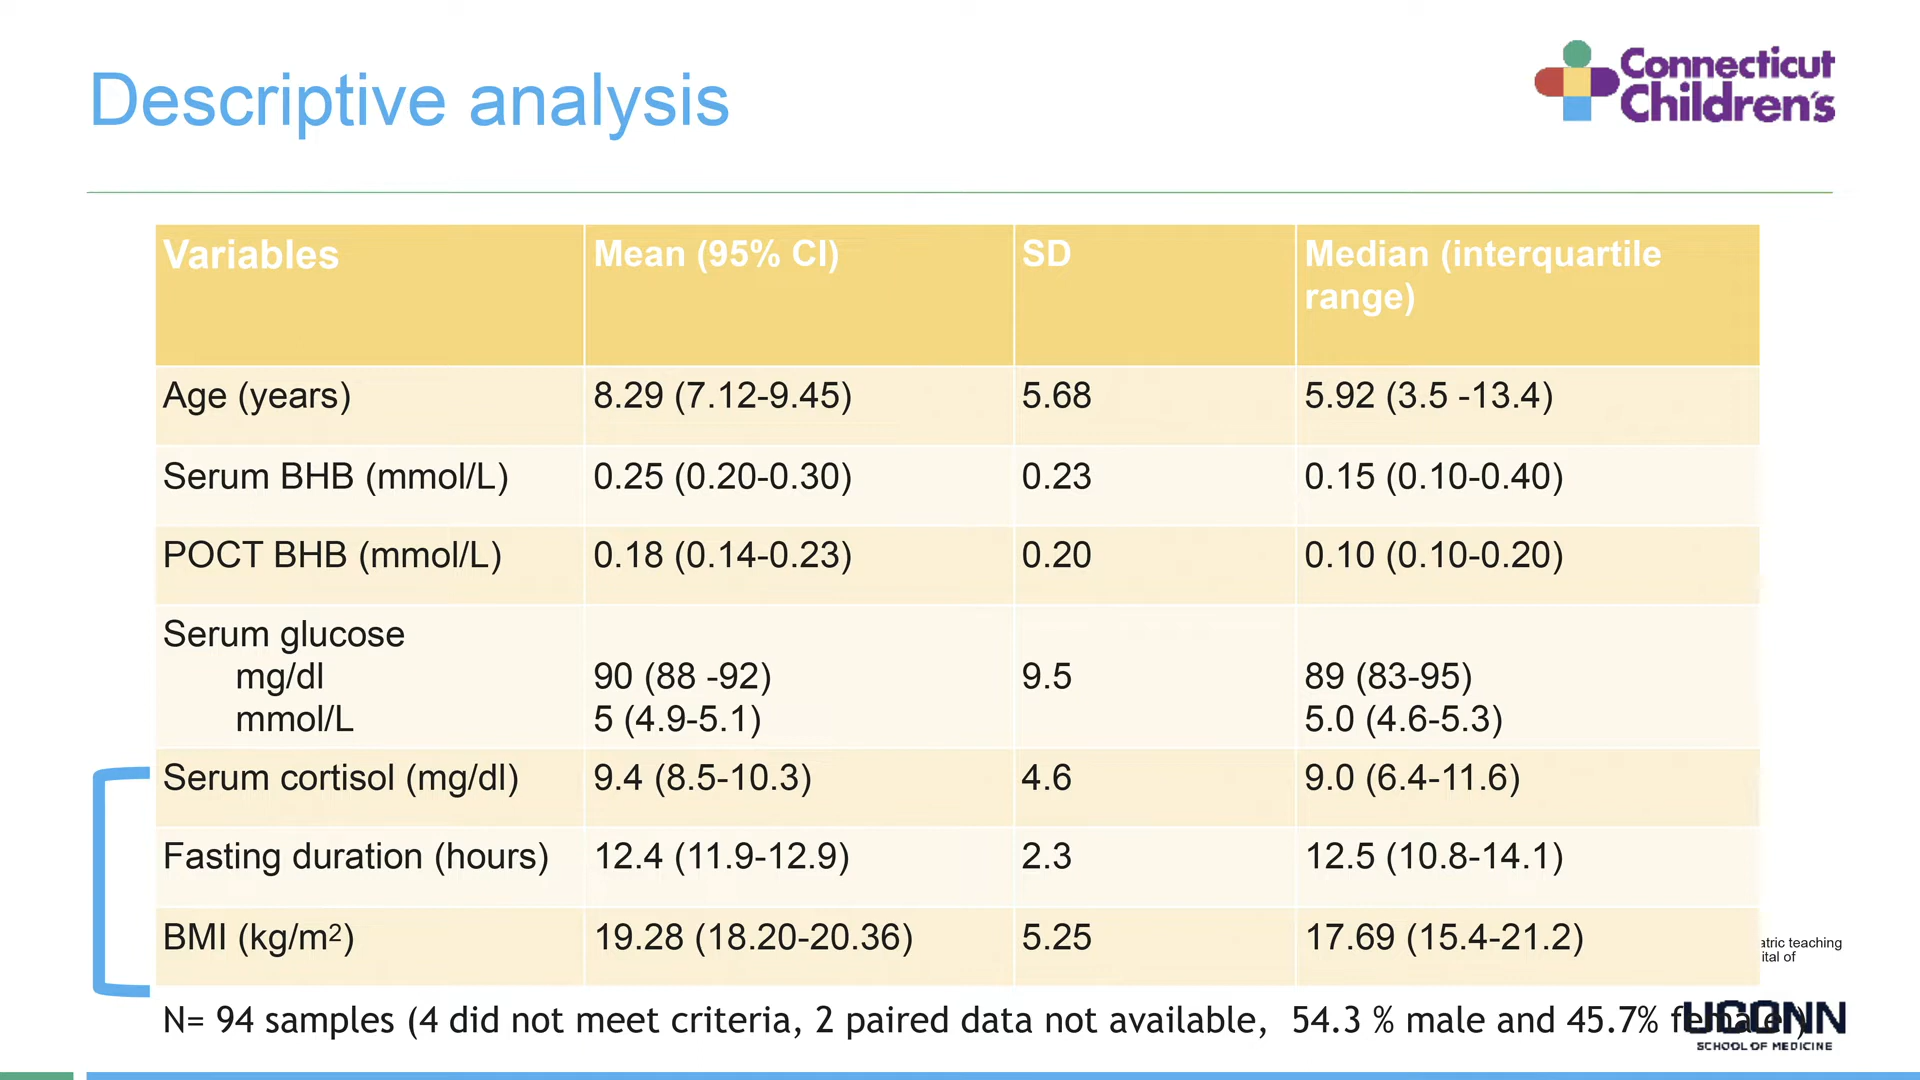 Descriptive analysis
Connecticut
Children's
Variables Mean (95% CI) SD Median (interquartile
range)
Age (years) 8.29 (7.12-9.45) 5.68 5.92 (3.5 -13.4)
Serum BHB (mmol/L) 0.25 (0.20-0.30) 0.23 0.15 (0.10-0.40)
POCT BHB (mmol/L) 0.18 (0.14-0.23) 0.20 0.10 (0.10-0.20)
Serum glucose
mg/dl 90 (88 -92) 9.5 89 (83-95)
mmol/L 5 (4.9-5.1) 5.0 (4.6-5.3)
Serum cortisol (mg/dl) 9.4 (8.5-10.3) 4.6 9.0 (6.4-11.6)
Fasting duration (hours) 12.4 (11.9-12.9) 2.3 12.5 (10.8-14.1)
BMI (kg/m²) 19.28 (18.20-20.36) 5.25 17.69 (15.4-21.2)
teaching
of
N= 94 samples (4 did not meet criteria, 2 paired data not available, 54.3 % male and 45.7% female)
UCONN
SCHOOL OF MEDICINE